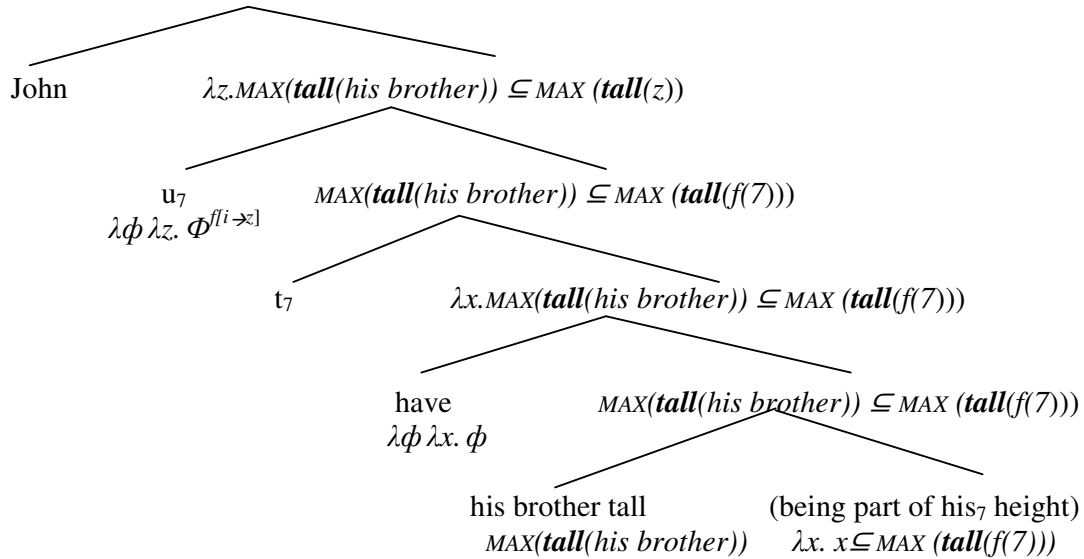 John λz.MAX(tall(his brother)) ⊆ MAX (tall(z))
u₇ MAX(tall(his brother)) ⊆ MAX (tall(f(7)))
λϕ λz. Φ^f[i→z]
t₇ λx.MAX(tall(his brother)) ⊆ MAX (tall(f(7)))
have MAX(tall(his brother)) ⊆ MAX (tall(f(7)))
λϕ λx. ϕ
his brother tall (being part of his₇ height)
MAX(tall(his brother)) λx. x⊆ MAX (tall(f(7)))